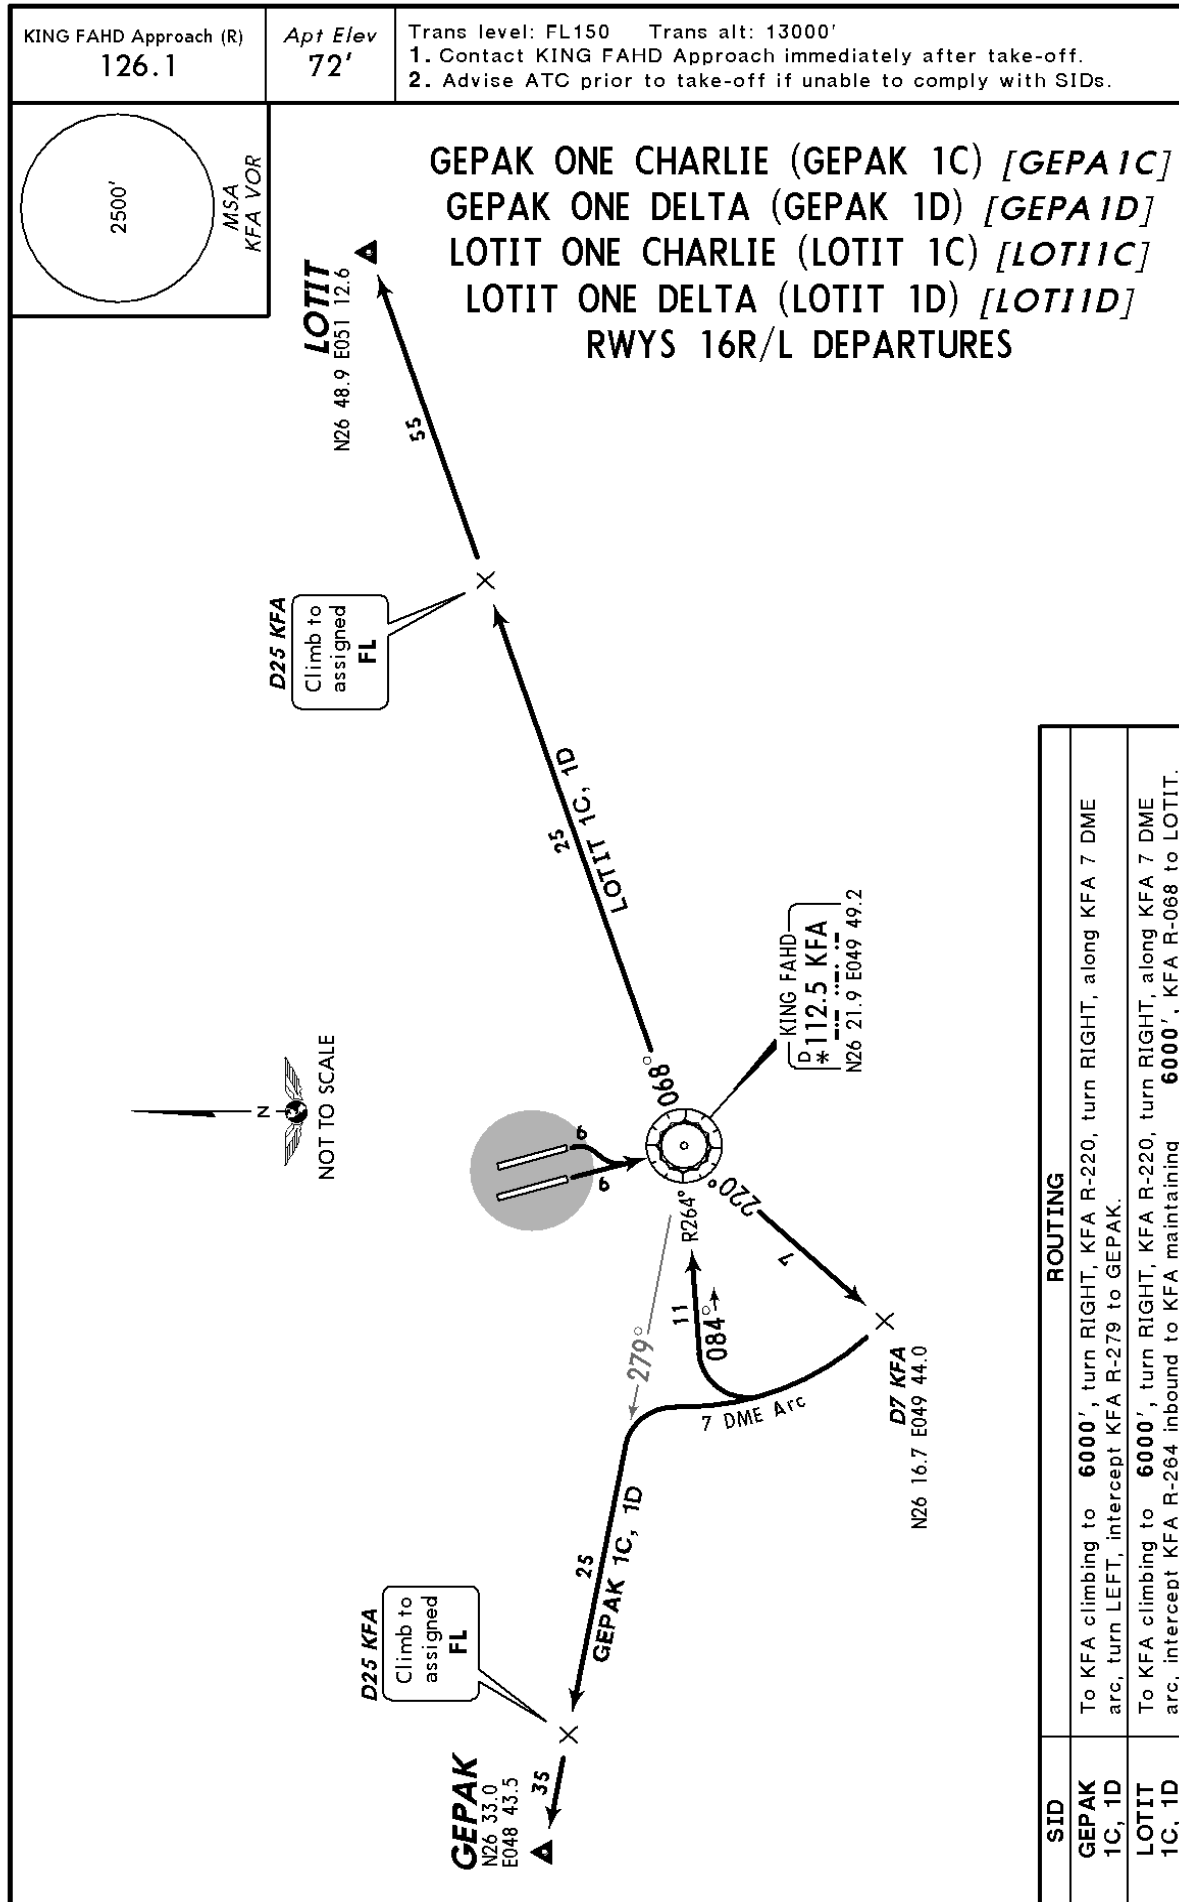 KING FAHD Approach (R)
126.1
Apt Elev
72'
Trans level: FL150 Trans alt: 13000'
1. Contact KING FAHD Approach immediately after take-off.
2. Advise ATC prior to take-off if unable to comply with SIDs.
2500'
MSA
KFA VOR
GEPAK ONE CHARLIE (GEPAK 1C) [GEPA1C]
GEPAK ONE DELTA (GEPAK 1D) [GEPA1D]
LOTIT ONE CHARLIE (LOTIT 1C) [LOTI1C]
LOTIT ONE DELTA (LOTIT 1D) [LOTI1D]
RWYS 16R/L DEPARTURES
LOTIT
N26 48.9 E051 12.6
55
D25 KFA
Climb to
assigned
FL
25
LOTIT 1C, 1D
068°
KING FAHD
D
*112.5 KFA
N26 21.9 E049 49.2
N
NOT TO SCALE
6
6
R264°
220°
7
11
084°
279°
7 DME Arc
D7 KFA
N26 16.7 E049 44.0
25
GEPAK 1C, 1D
D25 KFA
Climb to
assigned
FL
35
GEPAK
N26 33.0
E048 43.5
SID
ROUTING
GEPAK
1C, 1D
To KFA climbing to 6000', turn RIGHT, KFA R-220, turn RIGHT, along KFA 7 DME
arc, turn LEFT, intercept KFA R-279 to GEPAK.
LOTIT
1C, 1D
To KFA climbing to 6000', turn RIGHT, KFA R-220, turn RIGHT, along KFA 7 DME
arc, intercept KFA R-264 inbound to KFA maintaining 6000', KFA R-068 to LOTIT.